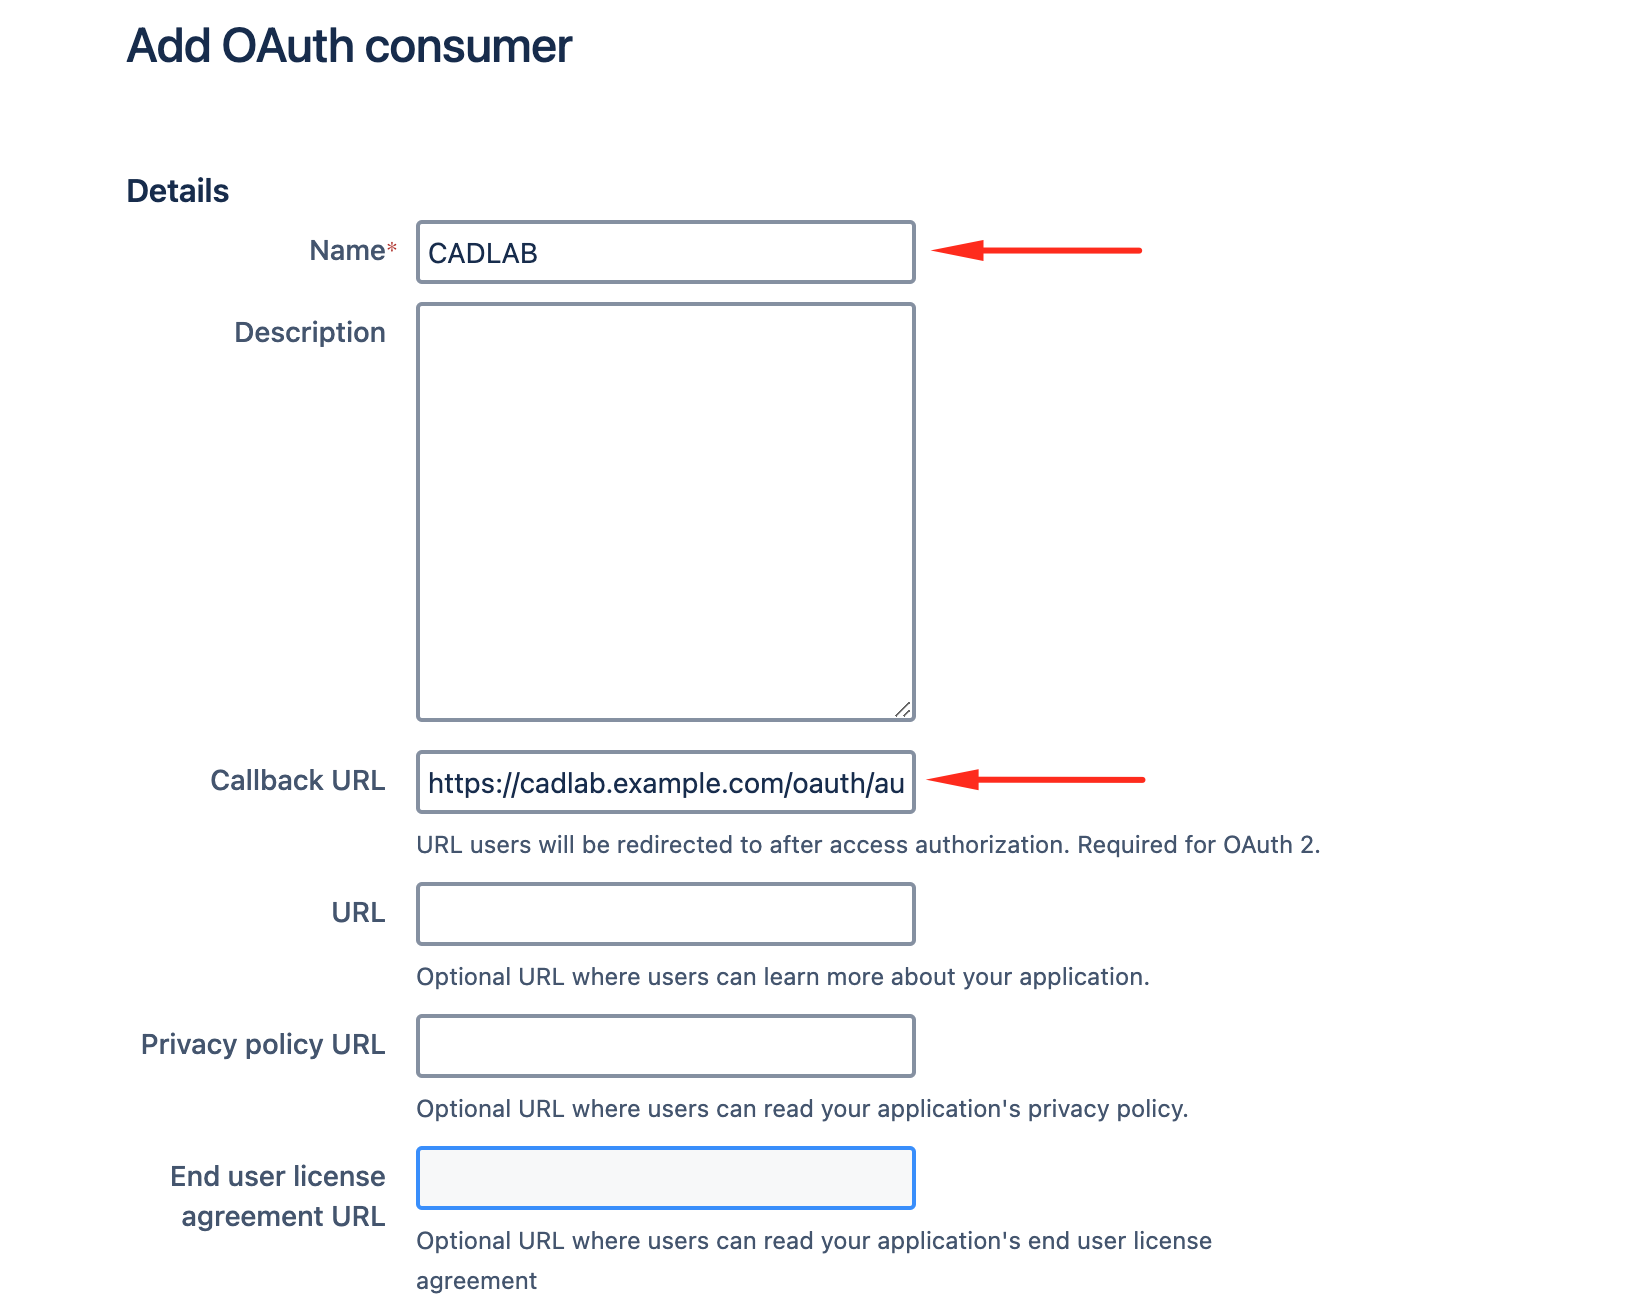 Add OAuth consumer
Details
Name*
CADLAB
Description
Callback URL
https://cadlab.example.com/oauth/au
URL users will be redirected to after access authorization. Required for OAuth 2.
URL
Optional URL where users can learn more about your application.
Privacy policy URL
Optional URL where users can read your application's privacy policy.
End user license
agreement URL
Optional URL where users can read your application's end user license
agreement